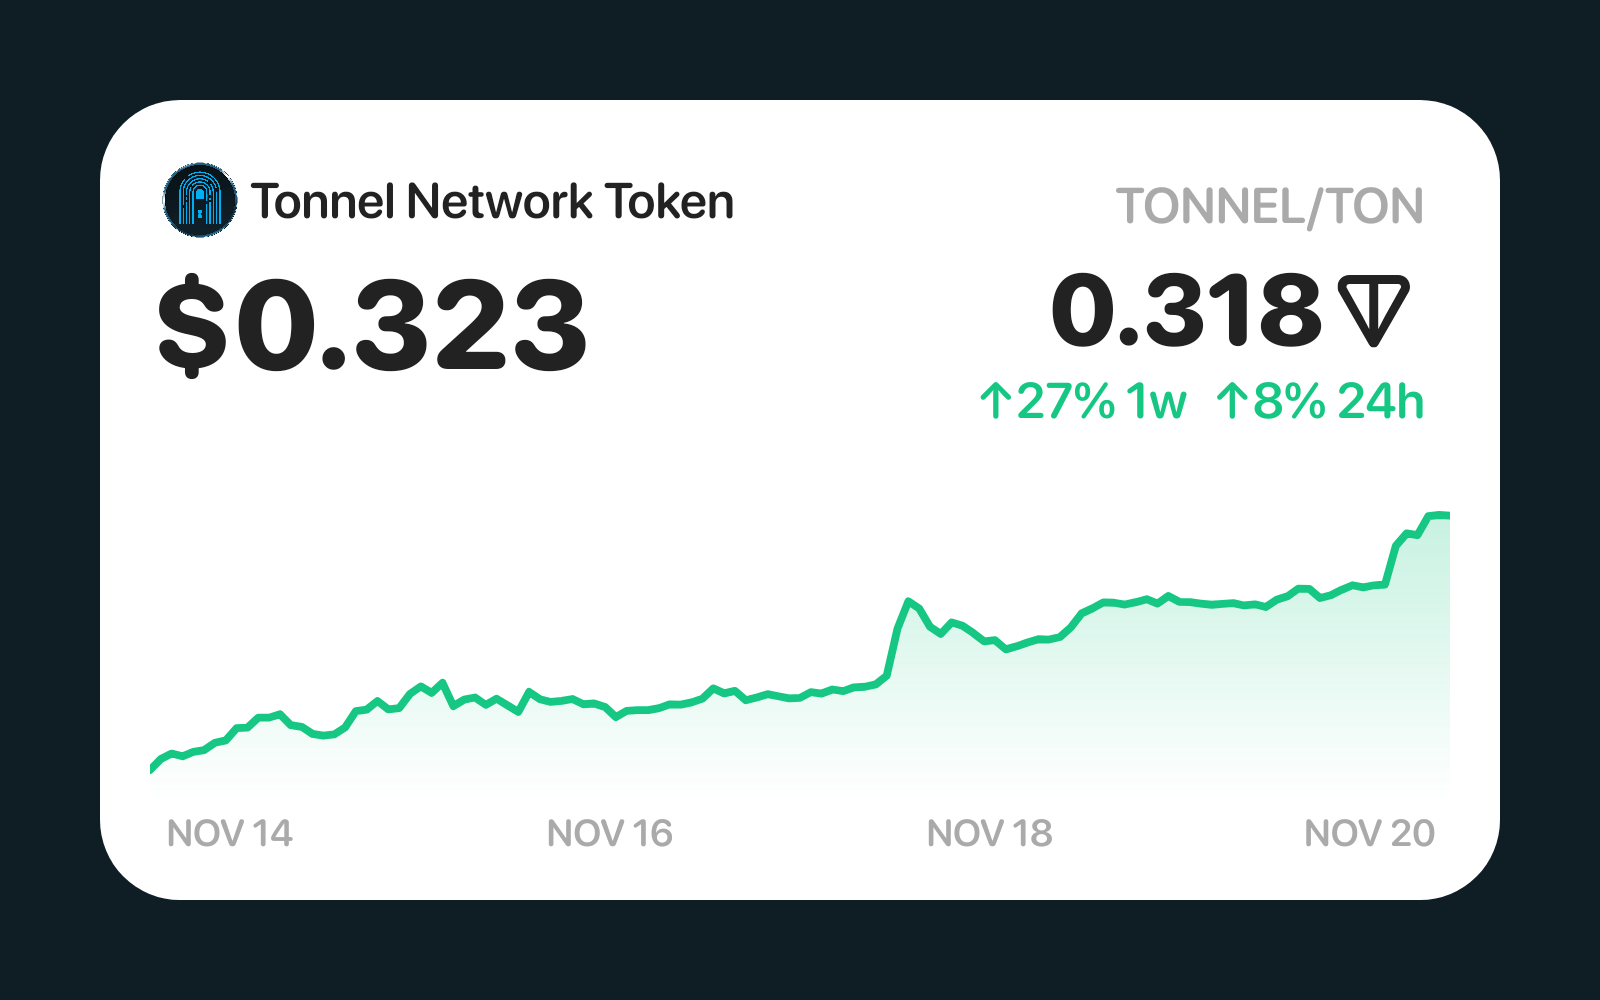 Tonnel Network Token
TONNEL/TON
$0.323
0.318
↑27% 1w ↑8% 24h
NOV 14
NOV 16
NOV 18
NOV 20